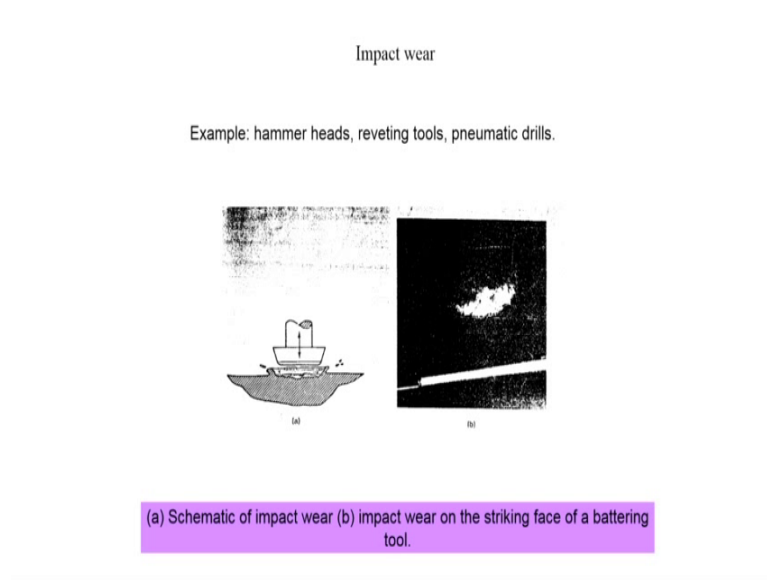 Impact wear
Example: hammer heads, reveting tools, pneumatic drills.
(a)
(b)
(a) Schematic of impact wear (b) impact wear on the striking face of a battering
tool.